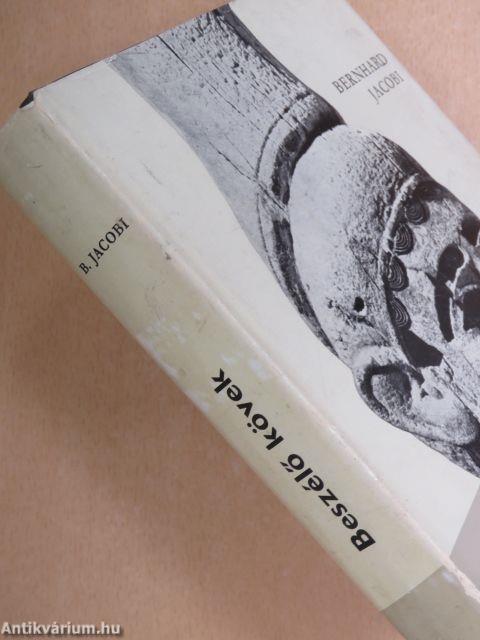 BERNHARD
JACOBI
B. JACOBI
Beszélő kövek
Antikvárium.hu